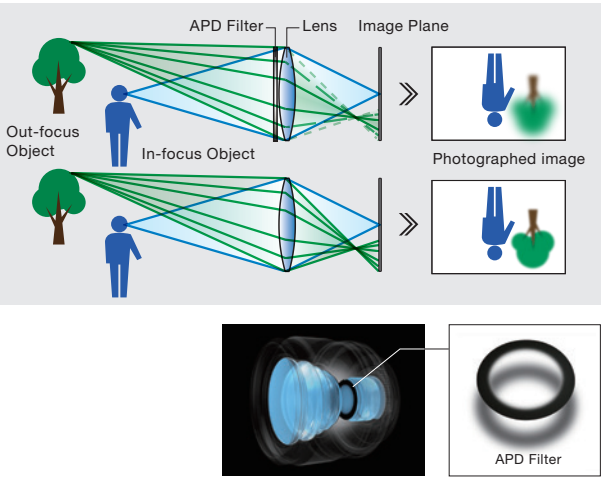 APD Filter
Lens
Image Plane
Out-focus
Object
In-focus Object
Photographed image
APD Filter